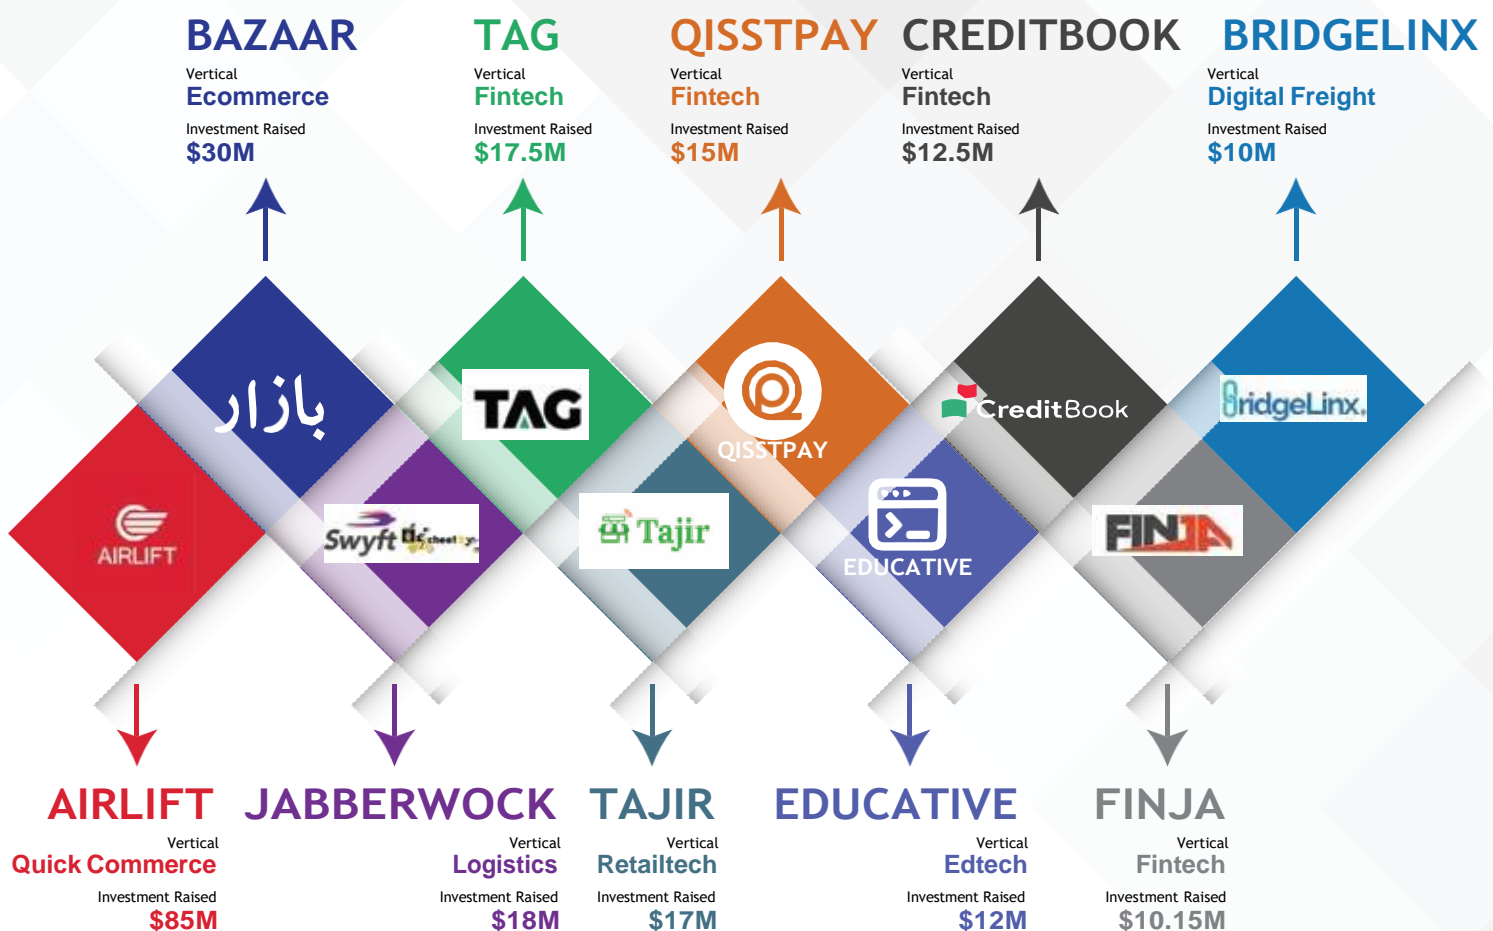 BAZAAR
Vertical
Ecommerce
Investment Raised
$30M
TAG
Vertical
Fintech
Investment Raised
$17.5M
QISSTPAY
Vertical
Fintech
Investment Raised
$15M
CREDITBOOK
Vertical
Fintech
Investment Raised
$12.5M
BRIDGELINX
Vertical
Digital Freight
Investment Raised
$10M
بازار
TAG
QISSTPAY
CreditBook
BridgeLinx
AIRLIFT
Swyft
cheetay
Tajir
EDUCATIVE
FINJA
AIRLIFT
Vertical
Quick Commerce
Investment Raised
$85M
JABBERWOCK
Vertical
Logistics
Investment Raised
$18M
TAJIR
Vertical
Retailtech
Investment Raised
$17M
EDUCATIVE
Vertical
Edtech
Investment Raised
$12M
FINJA
Vertical
Fintech
Investment Raised
$10.15M